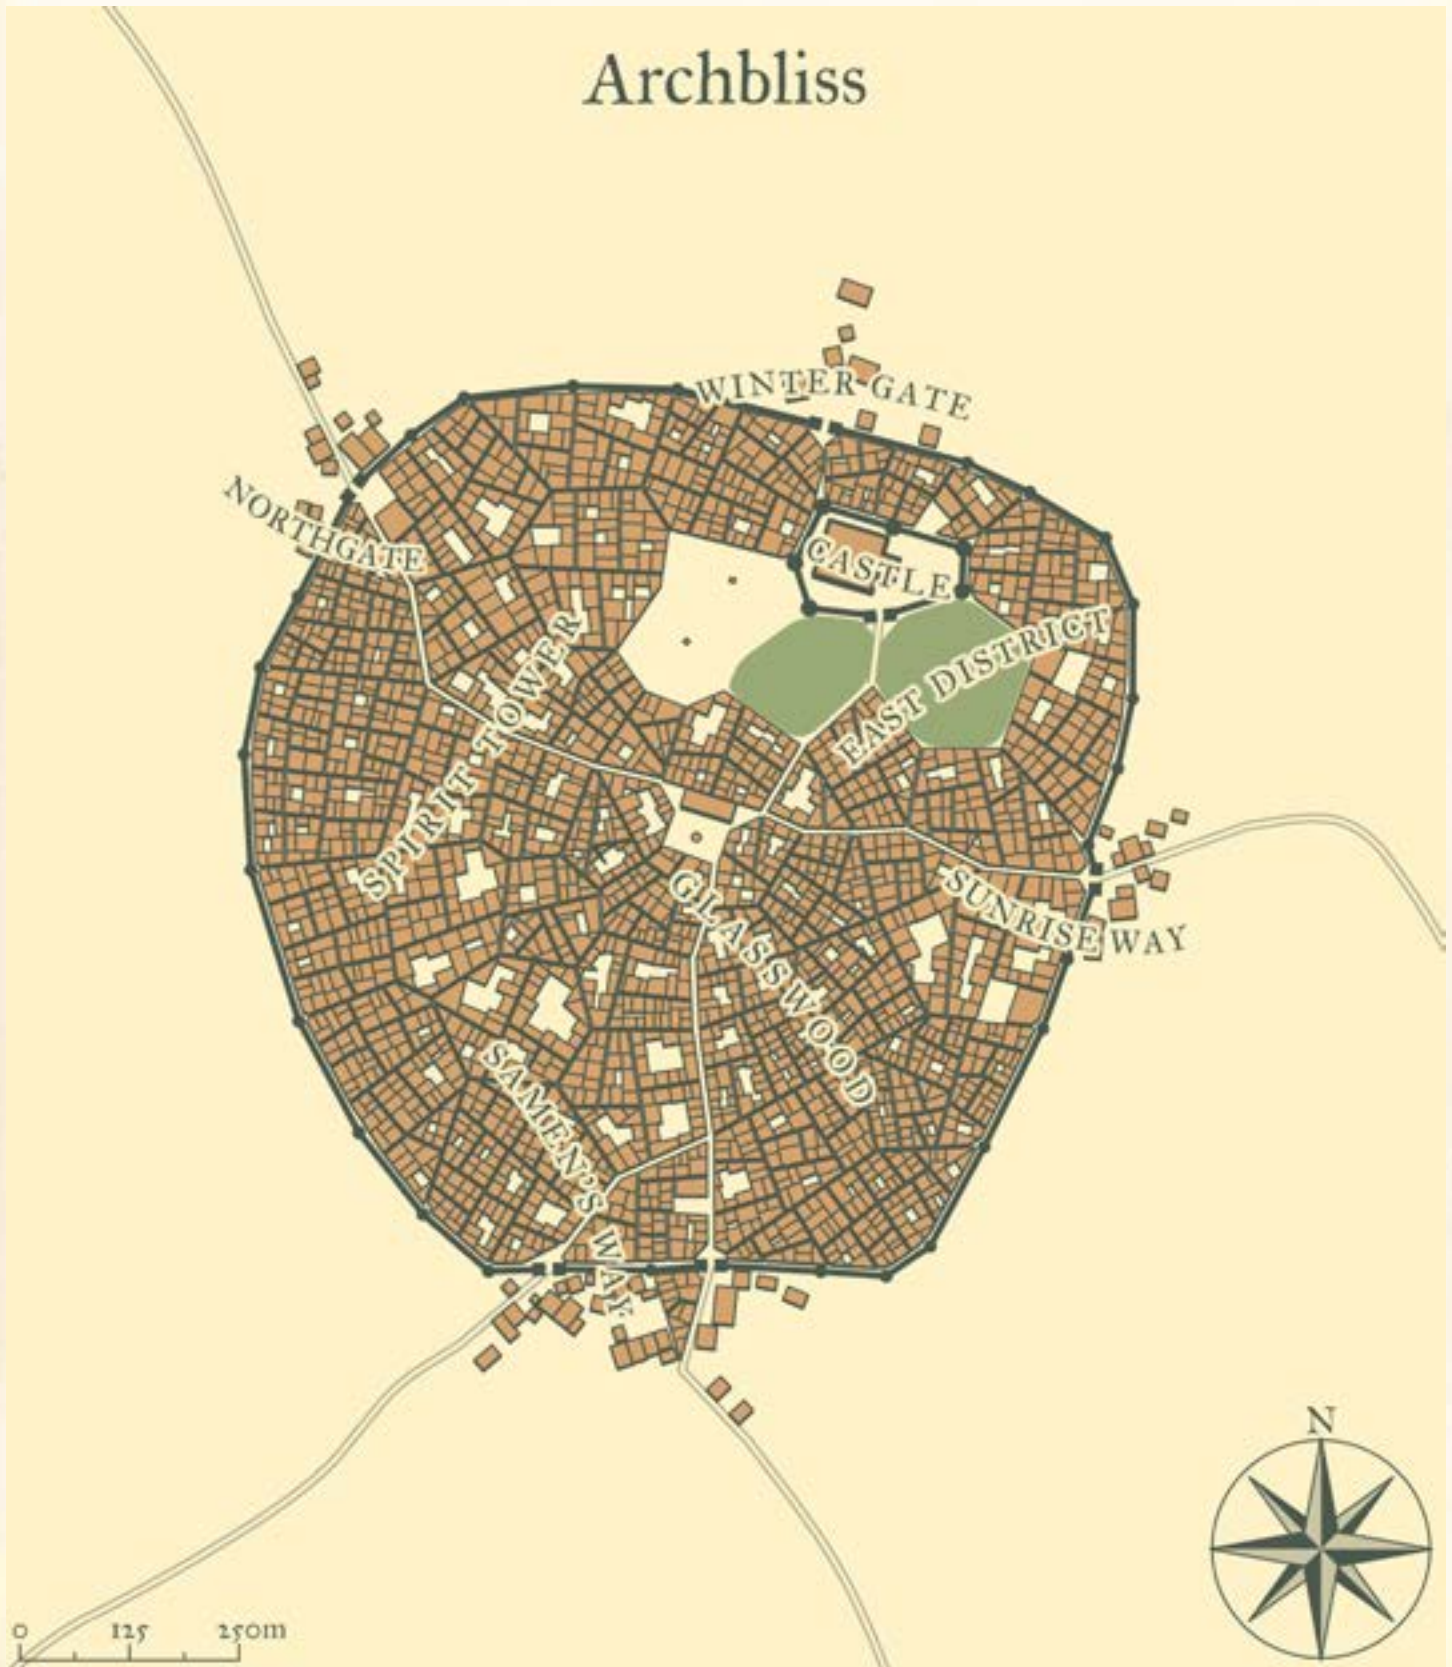 Archbliss
WINTER GATE
NORTHGATE
CASTLE
EAST DISTRICT
SPIRIT TOWER
SUNRISE WAY
GLASSWOOD
SAMEN'S WAY
N
0 125 250m